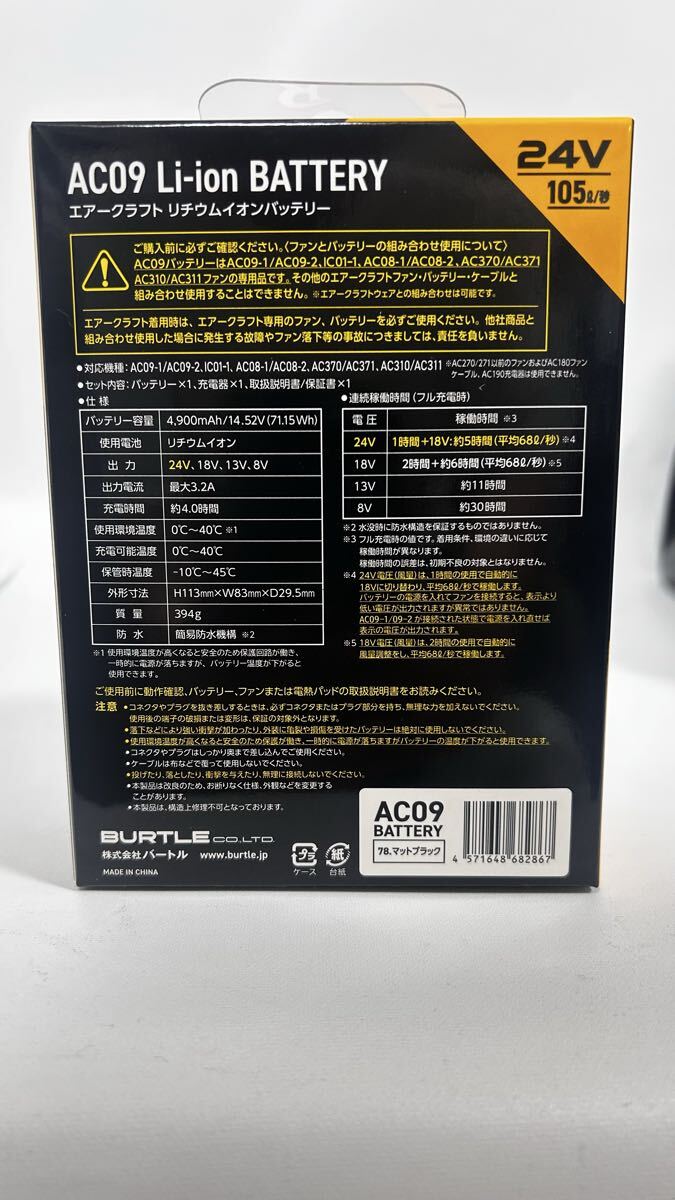 AC09 Li-ion BATTERY
エアークラフト リチウムイオンバッテリー
24V
105ℓ/秒
ご購入前に必ずご確認ください。〈ファンとバッテリーの組み合わせ使用について〉
AC09バッテリーはAC09-1/AC09-2、IC01-1、AC08-1/AC08-2、AC370/AC371
AC310/AC311ファンの専用品です。その他のエアークラフトファン・バッテリー・ケーブルと
組み合わせ使用することはできません。※エアークラフトウェアとの組み合わせは可能です。
エアークラフト着用時は、エアークラフト専用のファン、バッテリーを必ずご使用ください。他社商品と
組み合わせ使用した場合に発生する故障やファン落下等の事故につきましては、責任を負いません。
●対応機種：AC09-1/AC09-2、IC01-1、AC08-1/AC08-2、AC370/AC371、AC310/AC311 ※AC270/271以前のファンおよびAC180ファン
ケーブル、AC190充電器は使用できません。
●セット内容：バッテリー×1、充電器×1、取扱説明書/保証書×1
●仕 様
バッテリー容量 4,900mAh/14.52V(71.15Wh)
使用電池 リチウムイオン
出 力 24V、18V、13V、8V
出力電流 最大3.2A
充電時間 約4.0時間
使用環境温度 0℃～40℃ ※1
充電可能温度 0℃～40℃
保管時温度 -10℃～45℃
外形寸法 H113mm×W83mm×D29.5mm
質 量 394g
防 水 簡易防水機構 ※2
※1 使用環境温度が高くなると安全のため保護回路が働き、
一時的に電源が落ちますが、バッテリー温度が下がると
使用できます。
●連続稼働時間（フル充電時）
電 圧 稼働時間 ※3
24V 1時間＋18V：約5時間（平均68ℓ/秒）※4
18V 2時間＋約6時間（平均68ℓ/秒）※5
13V 約11時間
8V 約30時間
※2 水没時に防水構造を保証するものではありません。
※3 フル充電時の値です。着用条件、環境の違いに応じて
稼働時間が異なります。
稼働時間の誤差は、初期不良の対象とはなりません。
※4 24V電圧（風量）は、1時間の使用で自動的に
18Vに切り替わり、平均68ℓ/秒で稼働します。
バッテリーの電源を入れてファンを接続すると、表示より
低い電圧が出力されますが異常ではありません。
AC09-1/09-2 が接続された状態で電源を入れ直せば
表示の電圧が出力されます。
※5 18V電圧（風量）は、2時間の使用で自動的に
風量調整をし、平均68ℓ/秒で稼働します。
ご使用前に動作確認、バッテリー、ファンまたは電熱パッドの取扱説明書をお読みください。
注意 ●コネクタやプラグを抜き差しするときは、必ずコネクタまたはプラグ部分を持ち、無理な力を加えないでください。
使用後の端子の破損または変形は、保証の対象外となります。
●落下などにより強い衝撃が加わったり、外装に亀裂や損傷を受けたバッテリーは絶対に使用しないでください。
●使用環境温度が高くなると安全のため保護が働き、一時的に電源が落ちますがバッテリーの温度が下がると使用できます。
●コネクタやプラグはしっかり奥まで差し込んでご使用ください。
●ケーブルは布などで覆って使用しないでください。
●投げたり、落としたり、衝撃を与えたり、無理に接続しないでください。
●本製品は改良のため、お断りなく仕様、外観などを変更する
ことがあります。
●本製品は、構造上修理不可となっております。
BURTLE CO.,LTD.
株式会社バートル www.burtle.jp
MADE IN CHINA
プラ
ケース
紙
台紙
AC09
BATTERY
78.マットブラック
4 571648 682867